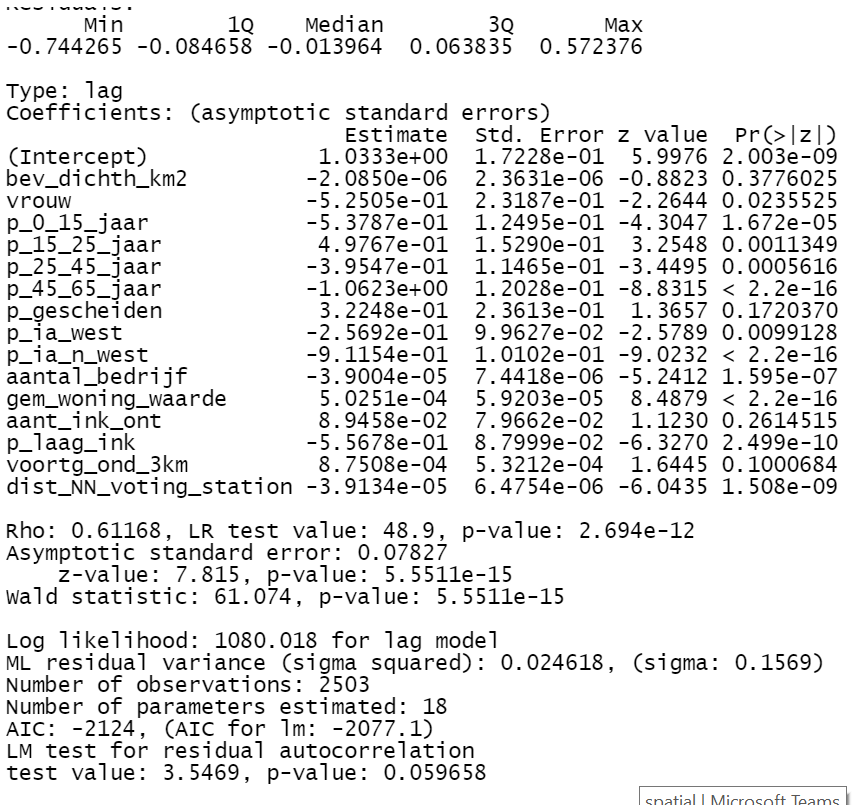 Residuals:
Min 1Q Median 3Q Max
-0.744265 -0.084658 -0.013964 0.063835 0.572376
Type: lag
Coefficients: (asymptotic standard errors)
Estimate Std. Error z value Pr(>|z|)
(Intercept) 1.0333e+00 1.7228e-01 5.9976 2.003e-09
bev_dichth_km2 -2.0850e-06 2.3631e-06 -0.8823 0.3776025
vrouw -5.2505e-01 2.3187e-01 -2.2644 0.0235525
p_0_15_jaar -5.3787e-01 1.2495e-01 -4.3047 1.672e-05
p_15_25_jaar 4.9767e-01 1.5290e-01 3.2548 0.0011349
p_25_45_jaar -3.9547e-01 1.1465e-01 -3.4495 0.0005616
p_45_65_jaar -1.0623e+00 1.2028e-01 -8.8315 < 2.2e-16
p_gescheiden 3.2248e-01 2.3613e-01 1.3657 0.1720370
p_ia_west -2.5692e-01 9.9627e-02 -2.5789 0.0099128
p_ia_n_west -9.1154e-01 1.0102e-01 -9.0232 < 2.2e-16
aantal_bedrijf -3.9004e-05 7.4418e-06 -5.2412 1.595e-07
gem_woning_waarde 5.0251e-04 5.9203e-05 8.4879 < 2.2e-16
aant_ink_ont 8.9458e-02 7.9662e-02 1.1230 0.2614515
p_laag_ink -5.5678e-01 8.7999e-02 -6.3270 2.499e-10
voortg_ond_3km 8.7508e-04 5.3212e-04 1.6445 0.1000684
dist_NN_voting_station -3.9134e-05 6.4754e-06 -6.0435 1.508e-09
Rho: 0.61168, LR test value: 48.9, p-value: 2.694e-12
Asymptotic standard error: 0.07827
z-value: 7.815, p-value: 5.5511e-15
Wald statistic: 61.074, p-value: 5.5511e-15
Log likelihood: 1080.018 for lag model
ML residual variance (sigma squared): 0.024618, (sigma: 0.1569)
Number of observations: 2503
Number of parameters estimated: 18
AIC: -2124, (AIC for lm: -2077.1)
LM test for residual autocorrelation
test value: 3.5469, p-value: 0.059658
spatial | Microsoft Teams